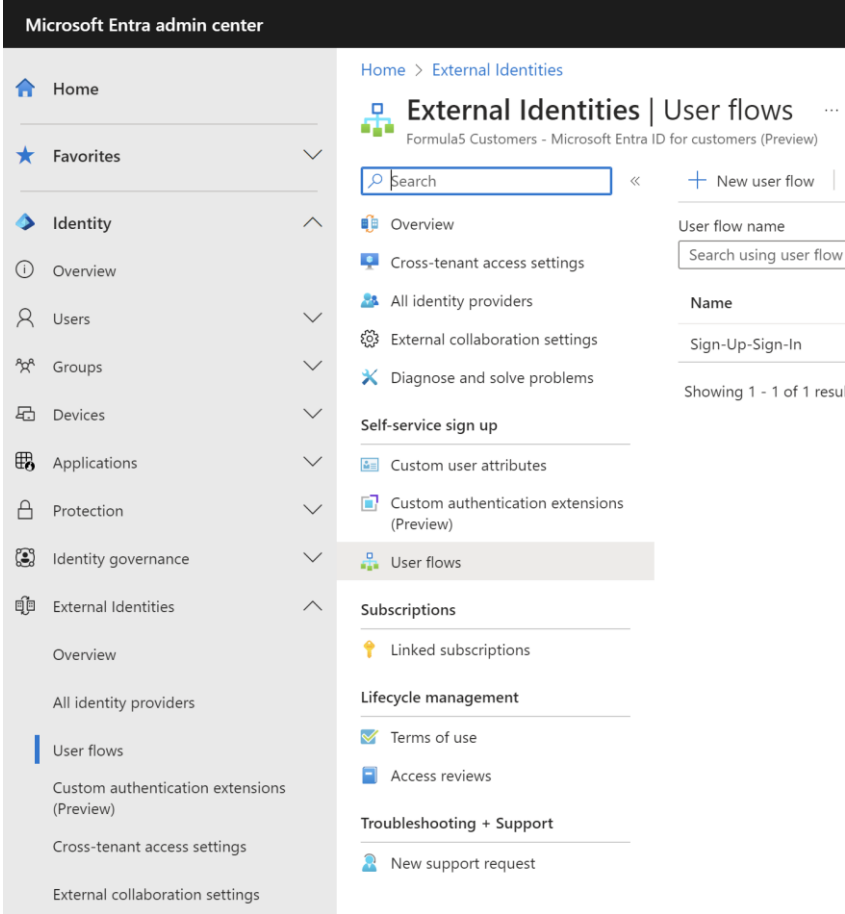 Microsoft Entra admin center
Home
Favorites
Identity
Overview
Users
Groups
Devices
Applications
Protection
Identity governance
External Identities
Overview
All identity providers
User flows
Custom authentication extensions
(Preview)
Cross-tenant access settings
External collaboration settings
Home > External Identities
External Identities | User flows ...
Formula5 Customers - Microsoft Entra ID for customers (Preview)
Search
«
Overview
Cross-tenant access settings
All identity providers
External collaboration settings
Diagnose and solve problems
Self-service sign up
Custom user attributes
Custom authentication extensions
(Preview)
User flows
Subscriptions
Linked subscriptions
Lifecycle management
Terms of use
Access reviews
Troubleshooting + Support
New support request
+ New user flow
User flow name
Search using user flow
Name
Sign-Up-Sign-In
Showing 1 - 1 of 1 resul